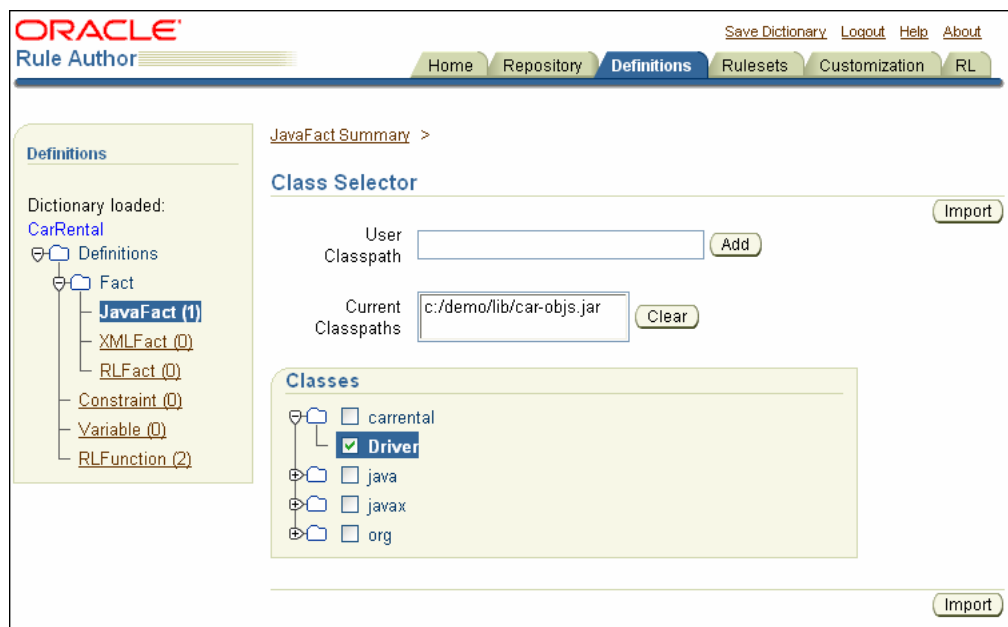 ORACLE
Rule Author
Save Dictionary Logout Help About
Home Repository Definitions Rulesets Customization RL
Definitions
Dictionary loaded:
CarRental
Definitions
Fact
JavaFact (1)
XMLFact (0)
RLFact (0)
Constraint (0)
Variable (0)
RLFunction (2)
JavaFact Summary >
Class Selector
Import
User Classpath
Add
Current Classpaths
c:/demo/lib/car-objs.jar
Clear
Classes
carrental
Driver
java
javax
org
Import